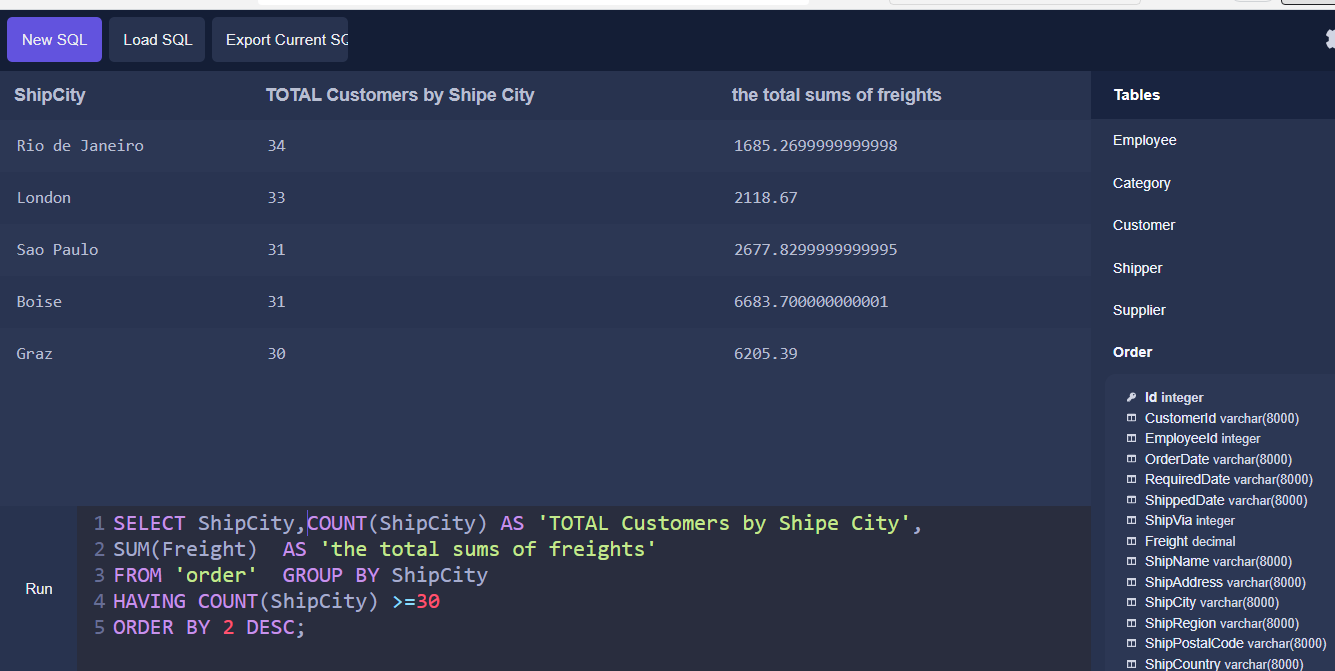 New SQL Load SQL Export Current SQ
ShipCity TOTAL Customers by Shipe City the total sums of freights
Rio de Janeiro 34 1685.2699999999998
London 33 2118.67
Sao Paulo 31 2677.8299999999995
Boise 31 6683.700000000001
Graz 30 6205.39
Tables
Employee
Category
Customer
Shipper
Supplier
Order
Id integer
CustomerId varchar(8000)
EmployeeId integer
OrderDate varchar(8000)
RequiredDate varchar(8000)
ShippedDate varchar(8000)
ShipVia integer
Freight decimal
ShipName varchar(8000)
ShipAddress varchar(8000)
ShipCity varchar(8000)
ShipRegion varchar(8000)
ShipPostalCode varchar(8000)
ShipCountry varchar(8000)
Run
1 SELECT ShipCity,COUNT(ShipCity) AS 'TOTAL Customers by Shipe City',
2 SUM(Freight) AS 'the total sums of freights'
3 FROM 'order' GROUP BY ShipCity
4 HAVING COUNT(ShipCity) >=30
5 ORDER BY 2 DESC;